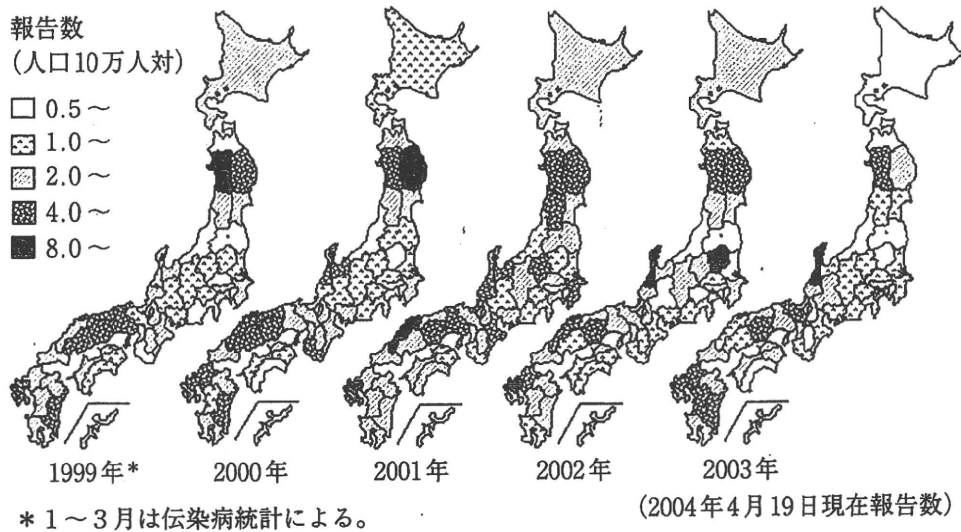 報告数
(人口10万人対)
0.5～
1.0～
2.0～
4.0～
8.0～
1999年*
2000年
2001年
2002年
2003年
(2004年4月19日現在報告数)
*1～3月は伝染病統計による。